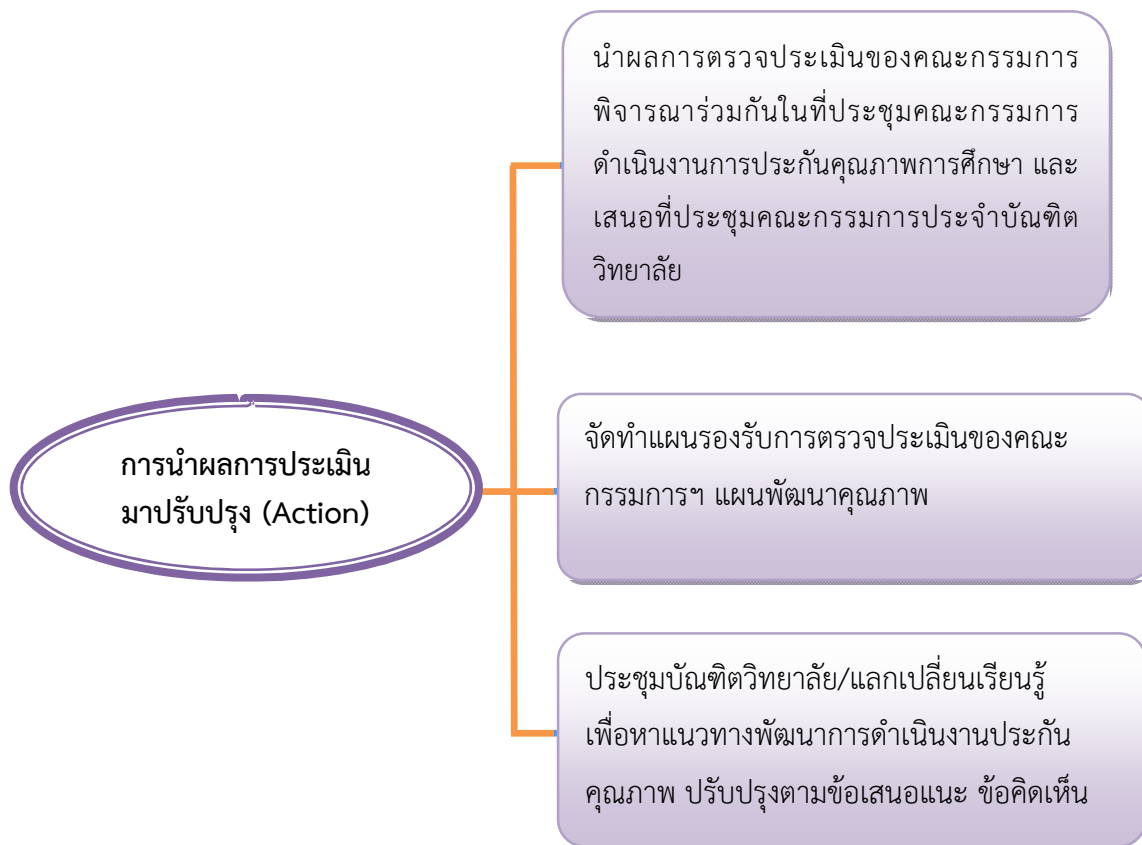 นำผลการตรวจประเมินของคณะกรรมการ
พิจารณาร่วมกันในที่ประชุมคณะกรรมการ
ดำเนินงานการประกันคุณภาพการศึกษา และ
เสนอที่ประชุมคณะกรรมการประจำบัณฑิต
วิทยาลัย
การนำผลการประเมิน
มาปรับปรุง (Action)
จัดทำแผนรองรับการตรวจประเมินของคณะ
กรรมการฯ แผนพัฒนาคุณภาพ
ประชุมบัณฑิตวิทยาลัย/แลกเปลี่ยนเรียนรู้
เพื่อหาแนวทางพัฒนาการดำเนินงานประกัน
คุณภาพ ปรับปรุงตามข้อเสนอแนะ ข้อคิดเห็น